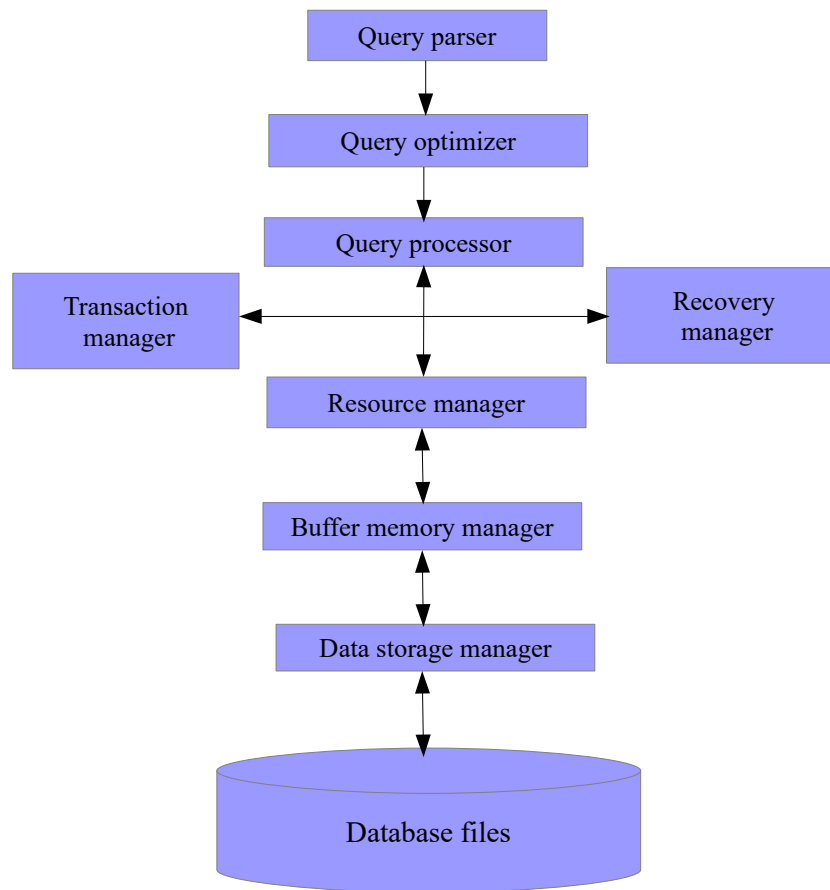 Query parser
Query optimizer
Query processor
Transaction
manager
Recovery
manager
Resource manager
Buffer memory manager
Data storage manager
Database files